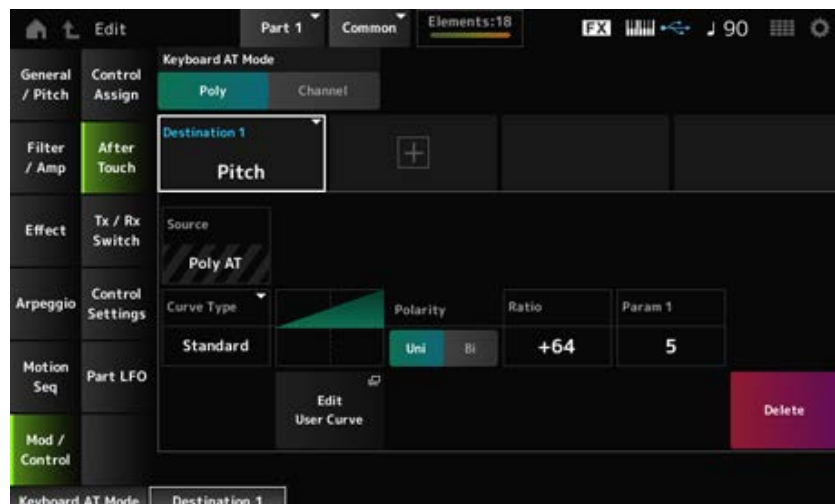 Edit
Part 1
Common
Elements:18
FX
♩ 90
General / Pitch
Control Assign
Keyboard AT Mode
Poly
Channel
Filter / Amp
After Touch
Destination 1
Pitch
Effect
Tx / Rx Switch
Source
Poly AT
Arpeggio
Control Settings
Curve Type
Standard
Polarity
Uni
Bi
Ratio
+64
Param 1
5
Motion Seq
Part LFO
Edit
User Curve
Delete
Mod / Control
Keyboard AT Mode
Destination 1